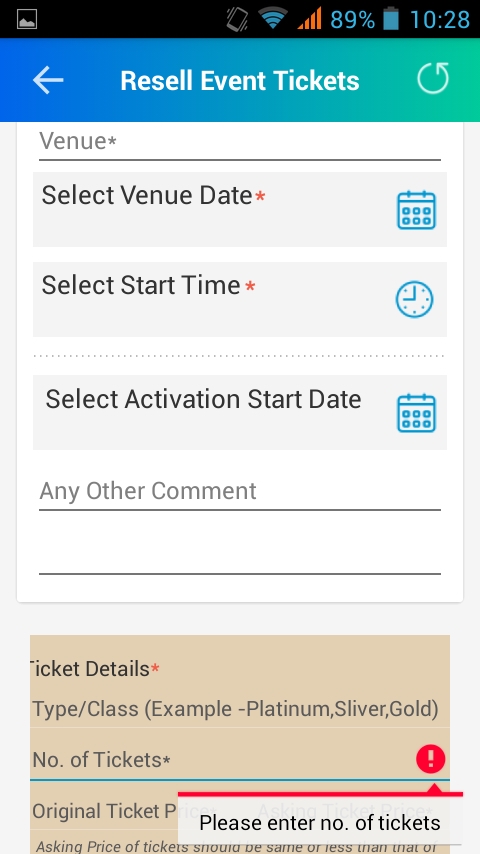 89% 10:28
Resell Event Tickets
Venue*
Select Venue Date*
Select Start Time *
Select Activation Start Date
Any Other Comment
Ticket Details*
Type/Class (Example -Platinum,Sliver,Gold)
No. of Tickets*
Original Ticket Price* Asking Ticket Price*
Please enter no. of tickets
Asking Price of tickets should be same or less than that of